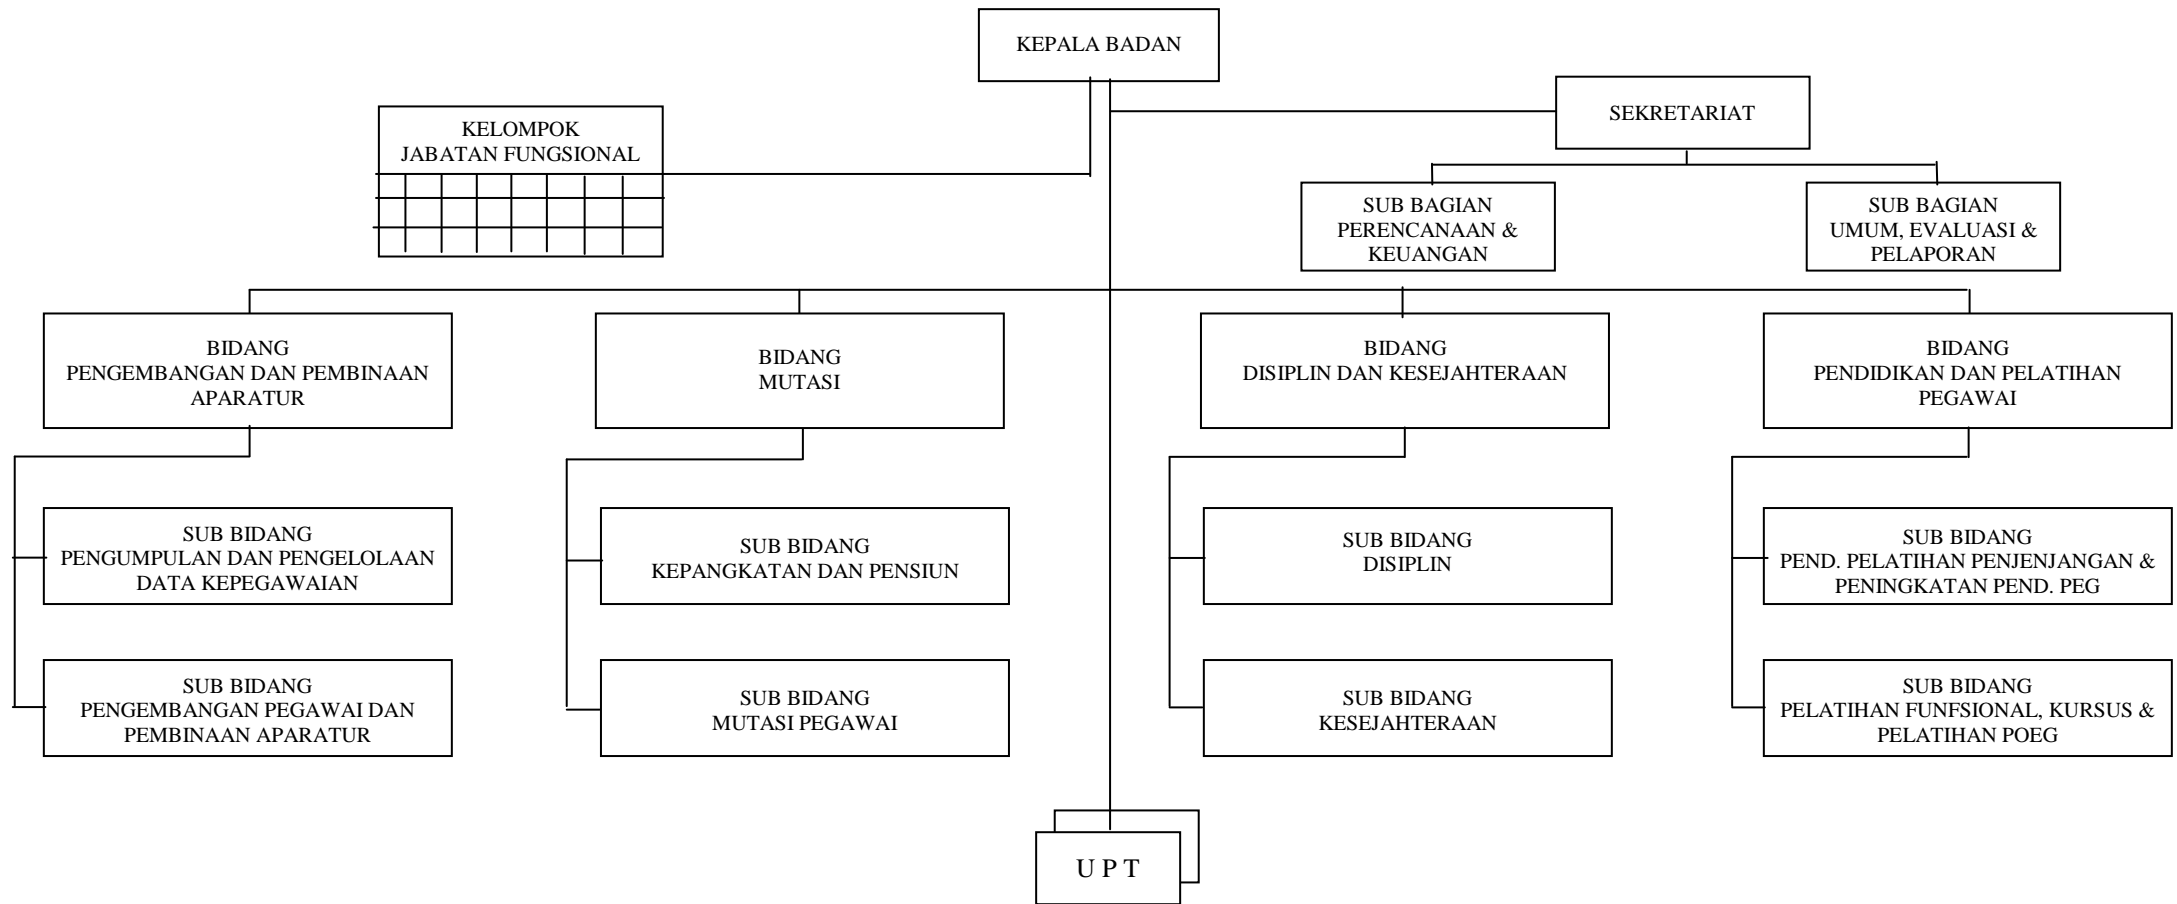 KEPALA BADAN
SEKRETARIAT
KELOMPOK
JABATAN FUNGSIONAL
SUB BAGIAN
PERENCANAAN &
KEUANGAN
SUB BAGIAN
UMUM, EVALUASI &
PELAPORAN
BIDANG
PENGEMBANGAN DAN PEMBINAAN
APARATUR
BIDANG
MUTASI
BIDANG
DISIPLIN DAN KESEJAHTERAAN
BIDANG
PENDIDIKAN DAN PELATIHAN
PEGAWAI
SUB BIDANG
PENGUMPULAN DAN PENGELOLAAN
DATA KEPEGAWAIAN
SUB BIDANG
KEPANGKATAN DAN PENSIUN
SUB BIDANG
DISIPLIN
SUB BIDANG
PEND. PELATIHAN PENJENJANGAN &
PENINGKATAN PEND. PEG
SUB BIDANG
PENGEMBANGAN PEGAWAI DAN
PEMBINAAN APARATUR
SUB BIDANG
MUTASI PEGAWAI
SUB BIDANG
KESEJAHTERAAN
SUB BIDANG
PELATIHAN FUNFSIONAL, KURSUS &
PELATIHAN POEG
U P T